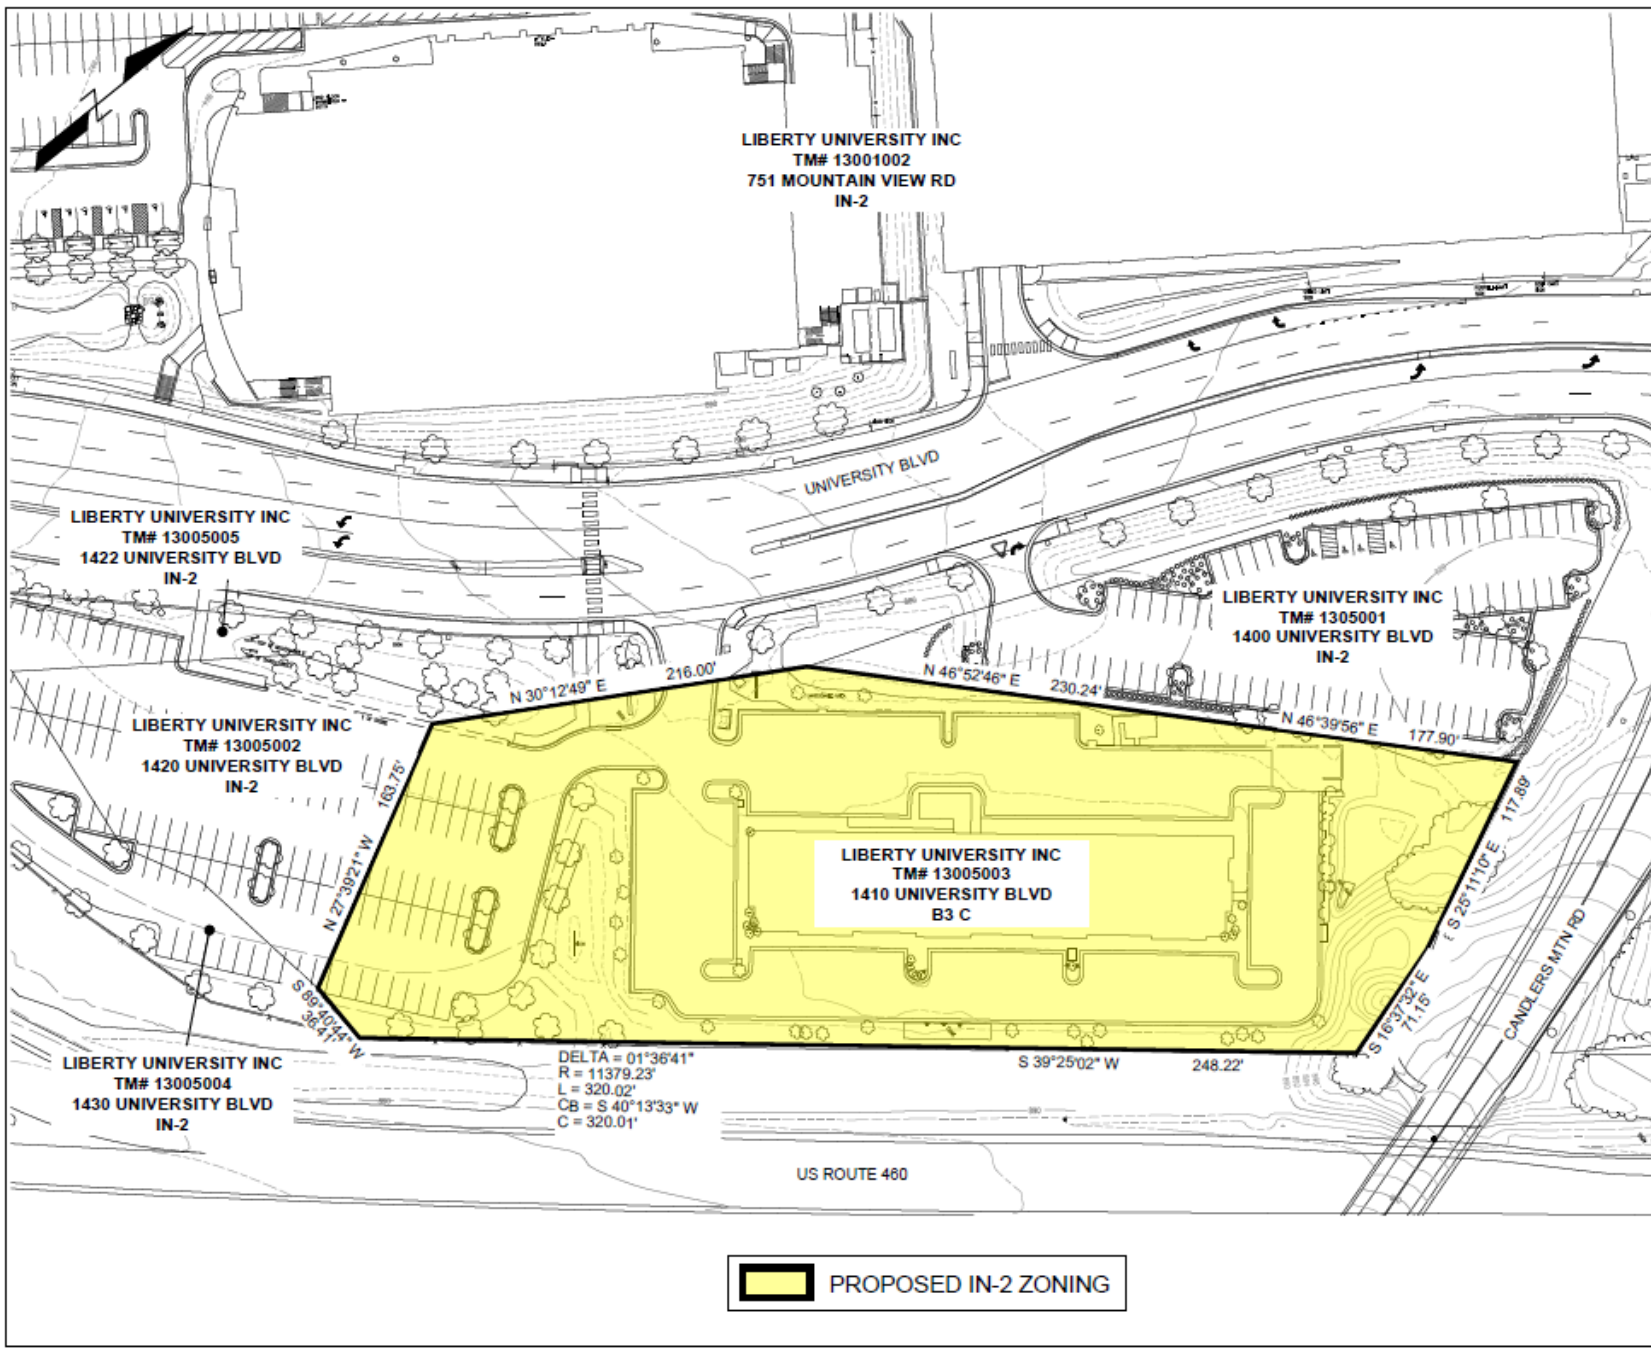 LIBERTY UNIVERSITY INC
TM# 13001002
751 MOUNTAIN VIEW RD
IN-2
UNIVERSITY BLVD
LIBERTY UNIVERSITY INC
TM# 13005005
1422 UNIVERSITY BLVD
IN-2
LIBERTY UNIVERSITY INC
TM# 1305001
1400 UNIVERSITY BLVD
IN-2
N 30°12'49" E
216.00'
N 46°52'46" E
230.24'
N 46°39'56" E
177.90'
LIBERTY UNIVERSITY INC
TM# 13005002
1420 UNIVERSITY BLVD
IN-2
N 27°39'21" W
163.75'
117.89'
S 25°11'10" E
LIBERTY UNIVERSITY INC
TM# 13005003
1410 UNIVERSITY BLVD
B3 C
CANDLERS MTN RD
S 16°37'32" E
71.15'
S 89°40'44" W
36.41'
LIBERTY UNIVERSITY INC
TM# 13005004
1430 UNIVERSITY BLVD
IN-2
DELTA = 01°36'41"
R = 11379.23'
L = 320.02'
CB = S 40°13'33" W
C = 320.01'
S 39°25'02" W
248.22'
US ROUTE 460
PROPOSED IN-2 ZONING